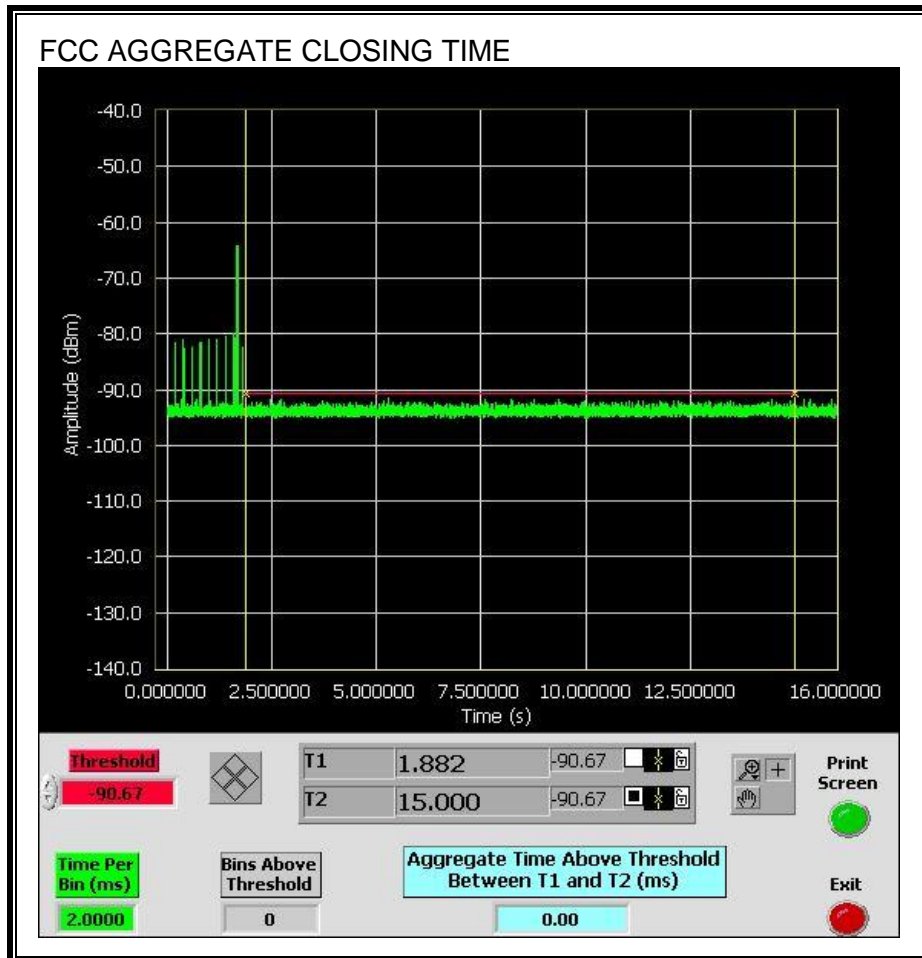 FCC AGGREGATE CLOSING TIME
-40.0
-50.0
-60.0
-70.0
-80.0
-90.0
-100.0
-110.0
-120.0
-130.0
-140.0
Amplitude (dBm)
0.000000 2.500000 5.000000 7.500000 10.000000 12.500000 16.000000
Time (s)
Threshold
-90.67
T1 1.882 -90.67
T2 15.000 -90.67
Print
Screen
Time Per
Bin (ms)
2.0000
Bins Above
Threshold
0
Aggregate Time Above Threshold
Between T1 and T2 (ms)
0.00
Exit